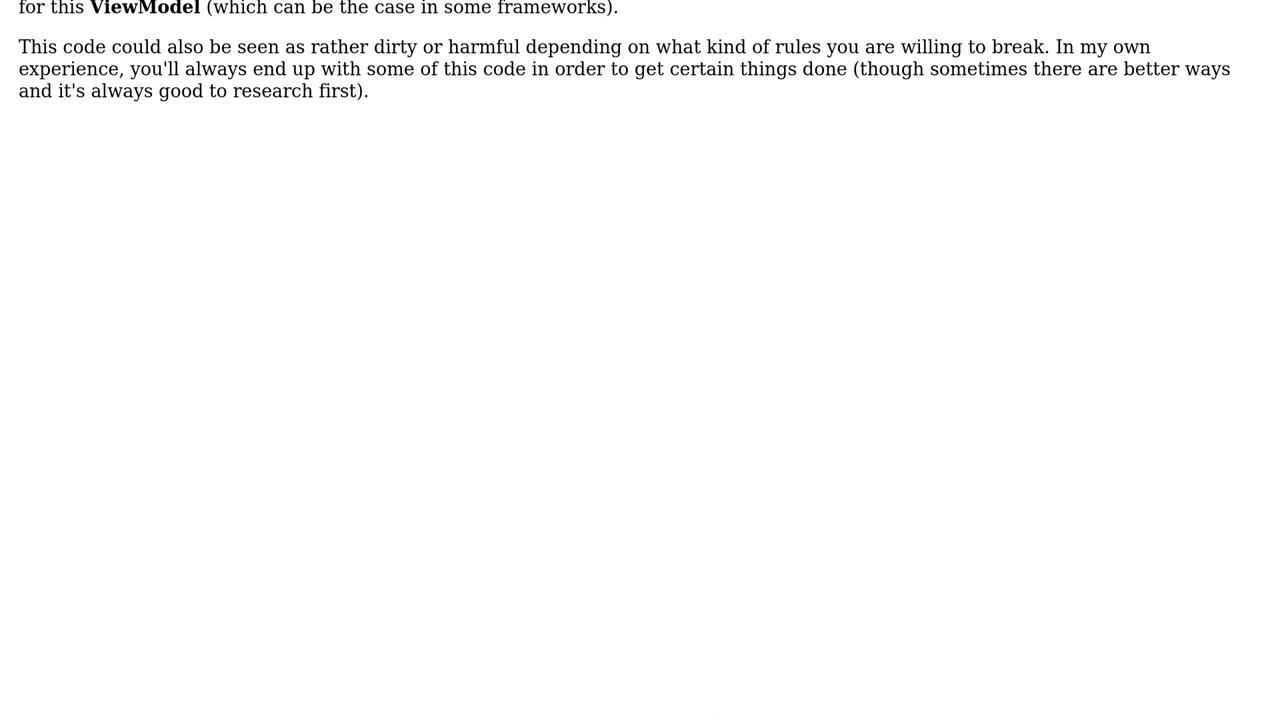 for this ViewModel (which can be the case in some frameworks).
This code could also be seen as rather dirty or harmful depending on what kind of rules you are willing to break. In my own
experience, you'll always end up with some of this code in order to get certain things done (though sometimes there are better ways
and it's always good to research first).